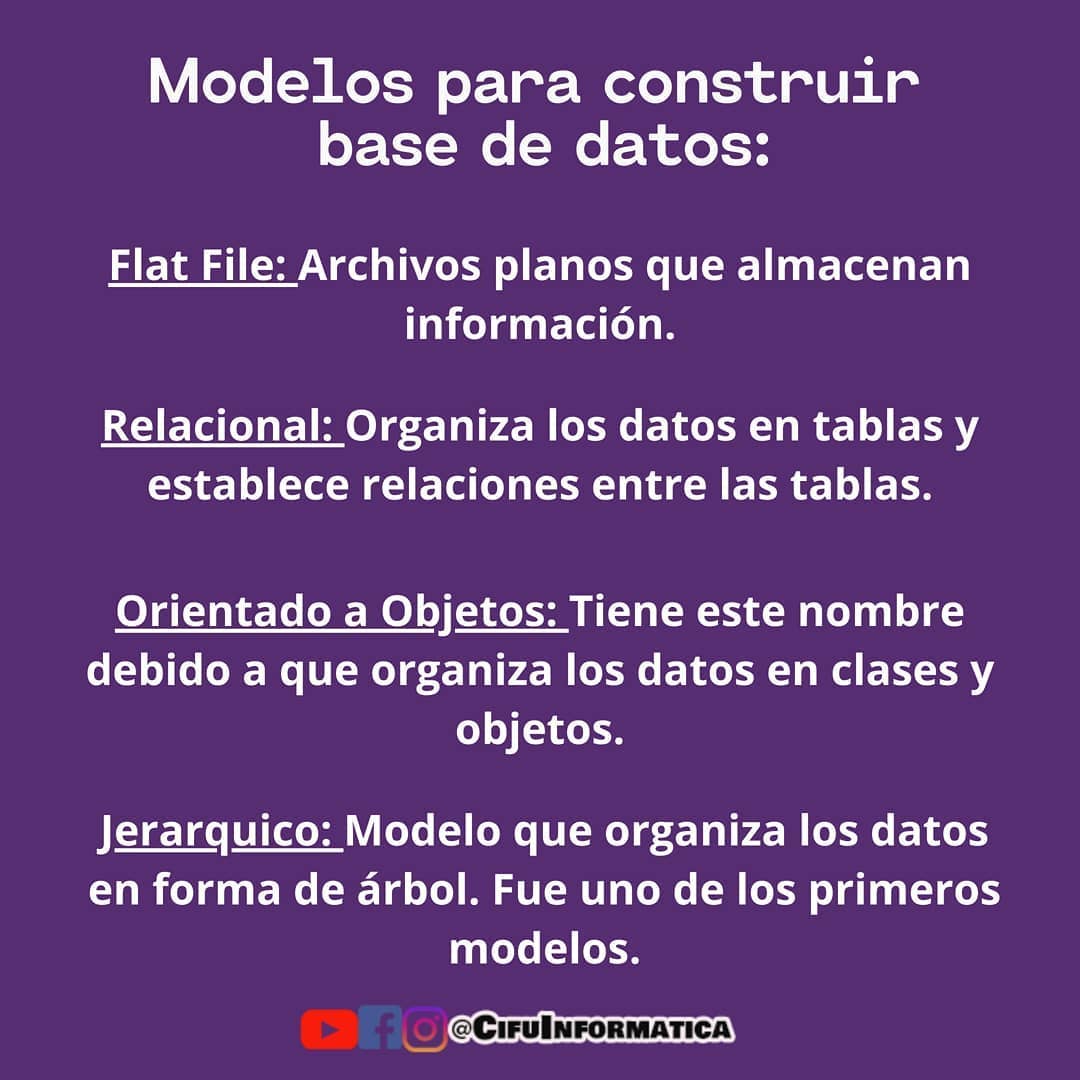 Modelos para construir
base de datos:
Flat File: Archivos planos que almacenan
información.
Relacional: Organiza los datos en tablas y
establece relaciones entre las tablas.
Orientado a Objetos: Tiene este nombre
debido a que organiza los datos en clases y
objetos.
Jerarquico: Modelo que organiza los datos
en forma de árbol. Fue uno de los primeros
modelos.
@CifuInformatica